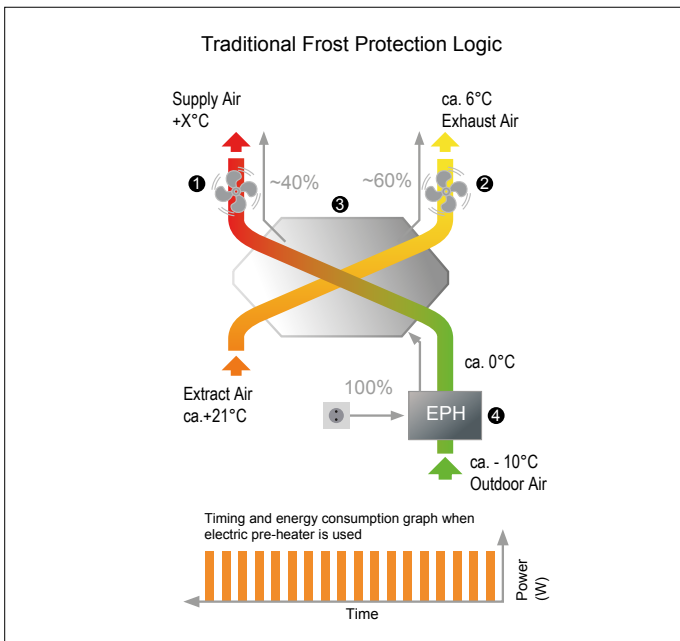 Traditional Frost Protection Logic
Supply Air
+X°C
ca. 6°C
Exhaust Air
1
~40%
~60%
2
3
ca. 0°C
Extract Air
ca.+21°C
100%
EPH
4
ca. - 10°C
Outdoor Air
Timing and energy consumption graph when
electric pre-heater is used
Power
(W)
Time